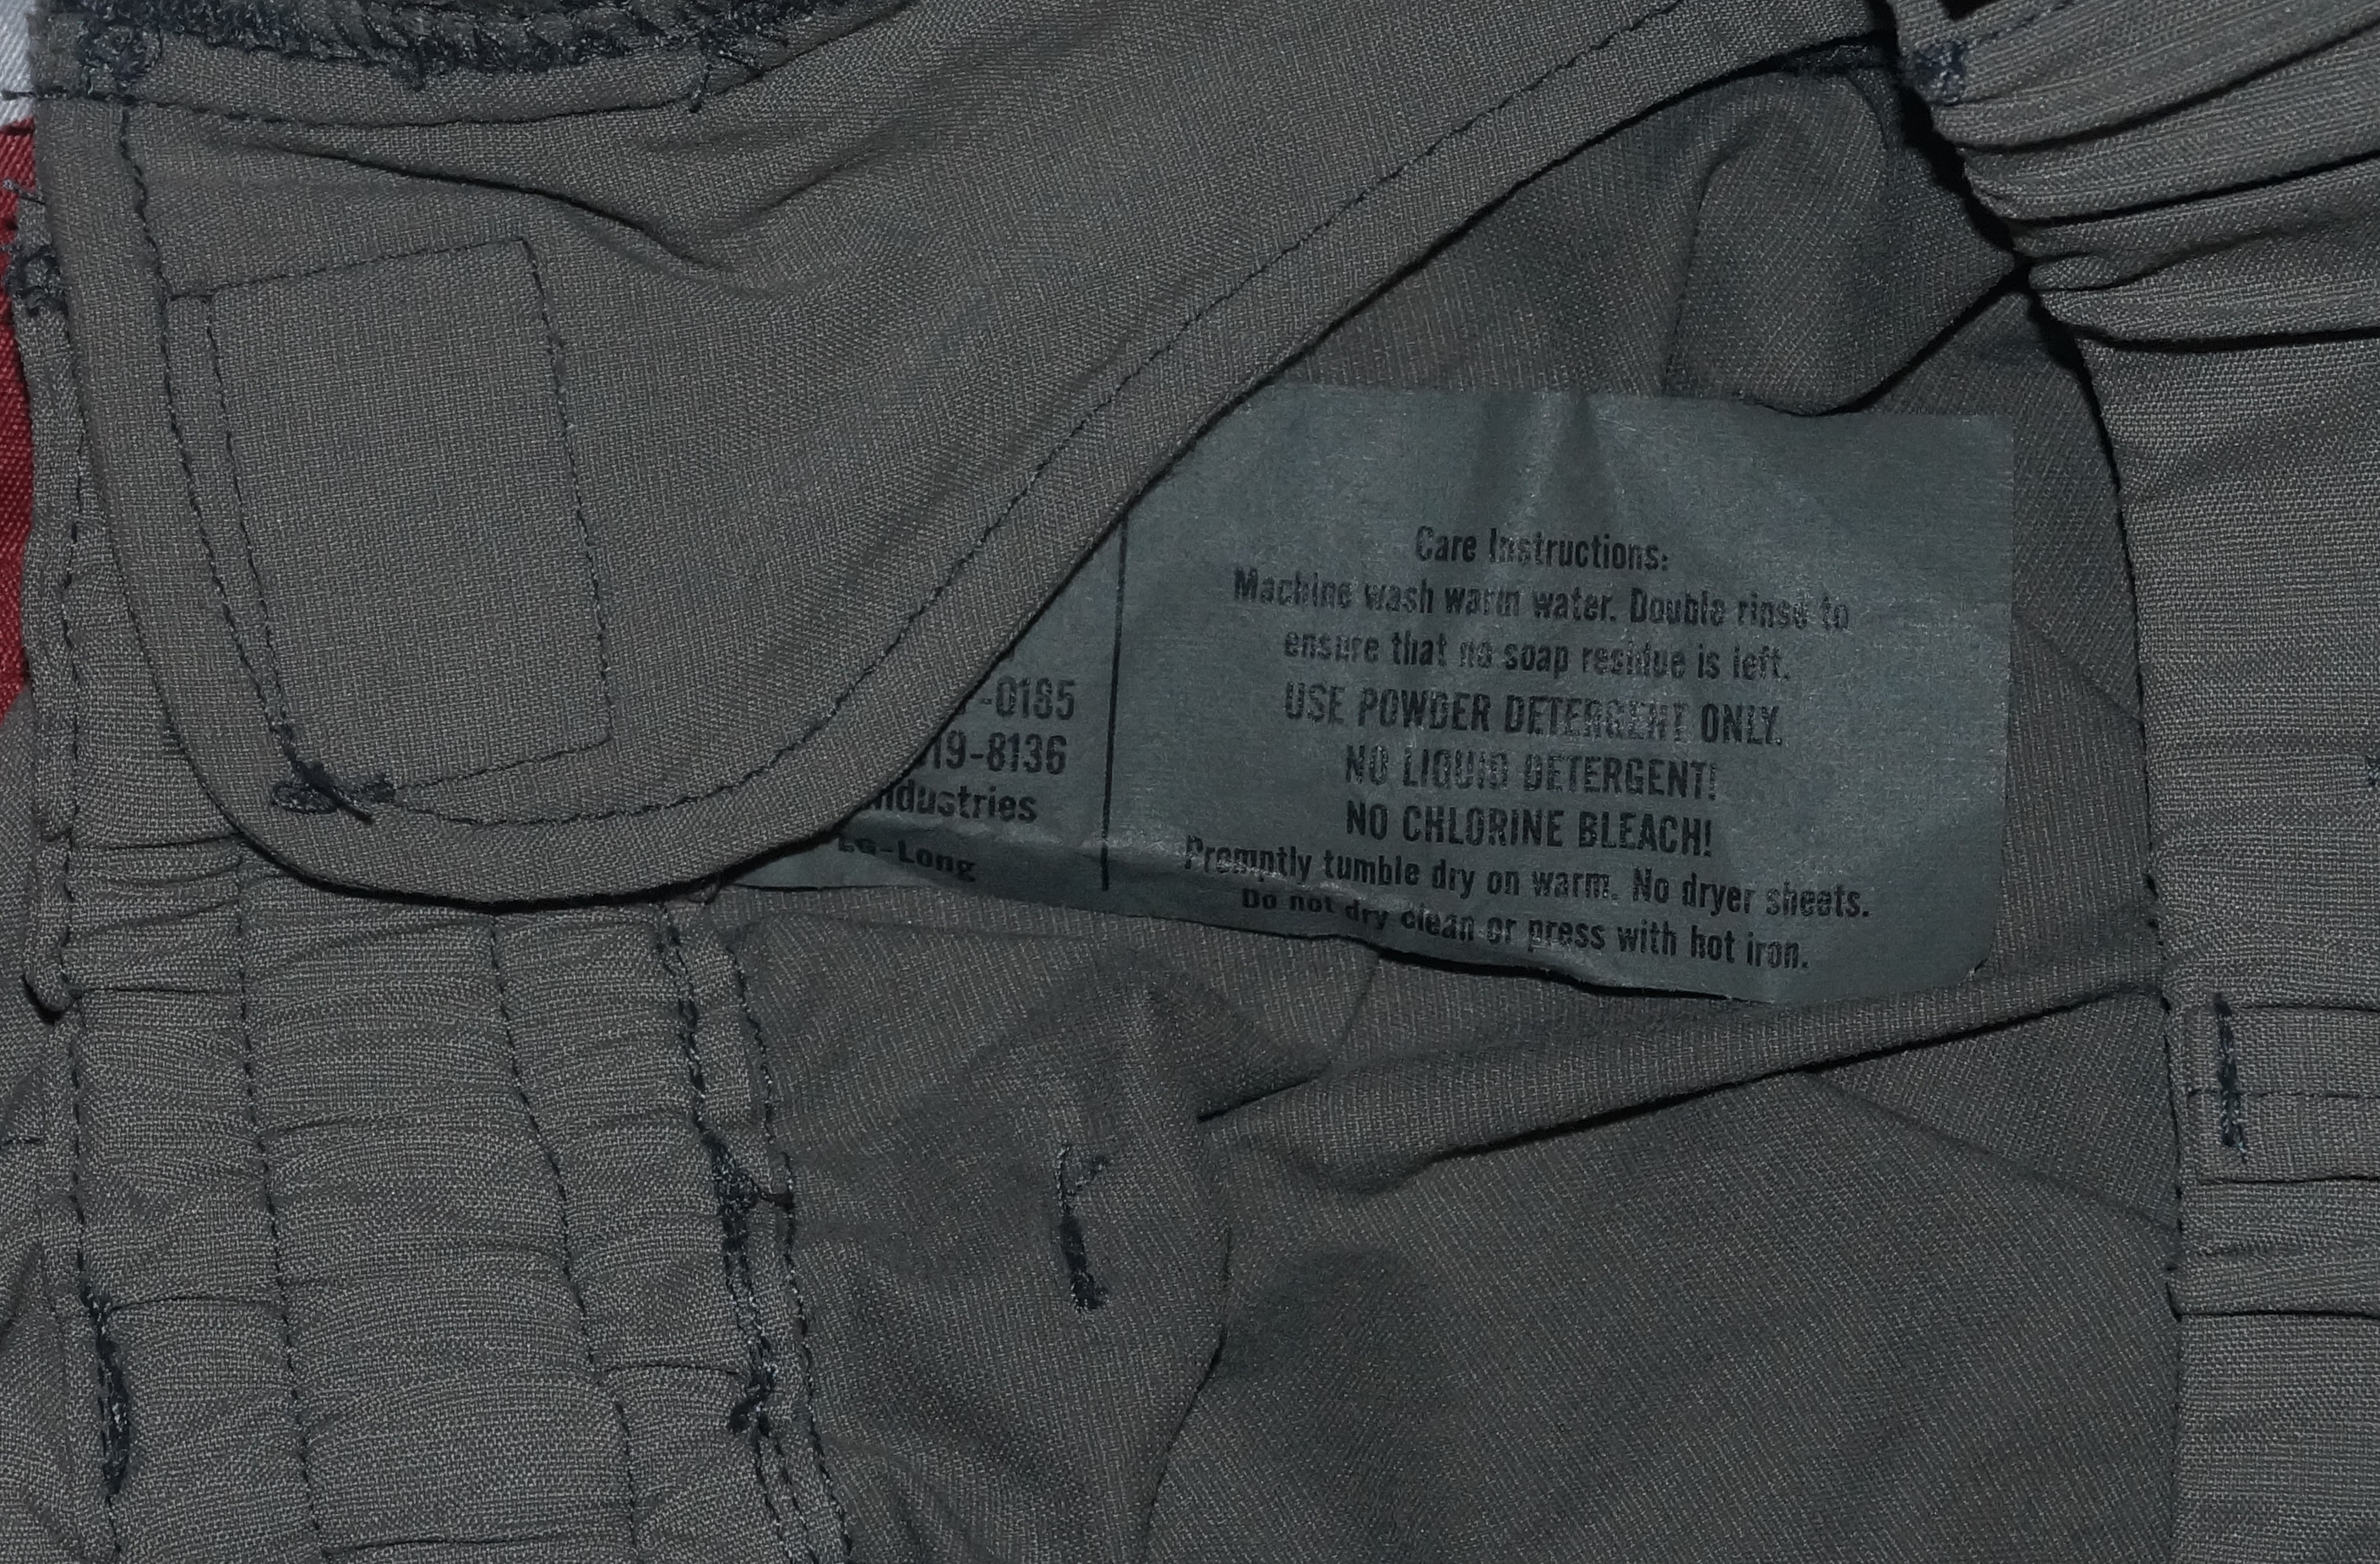 -0185
19-8136
ndustries
LG-Long
Care Instructions:
Machine wash warm water. Double rinse to
ensure that no soap residue is left.
USE POWDER DETERGENT ONLY.
NO LIQUID DETERGENT!
NO CHLORINE BLEACH!
Promptly tumble dry on warm. No dryer sheets.
Do not dry clean or press with hot iron.